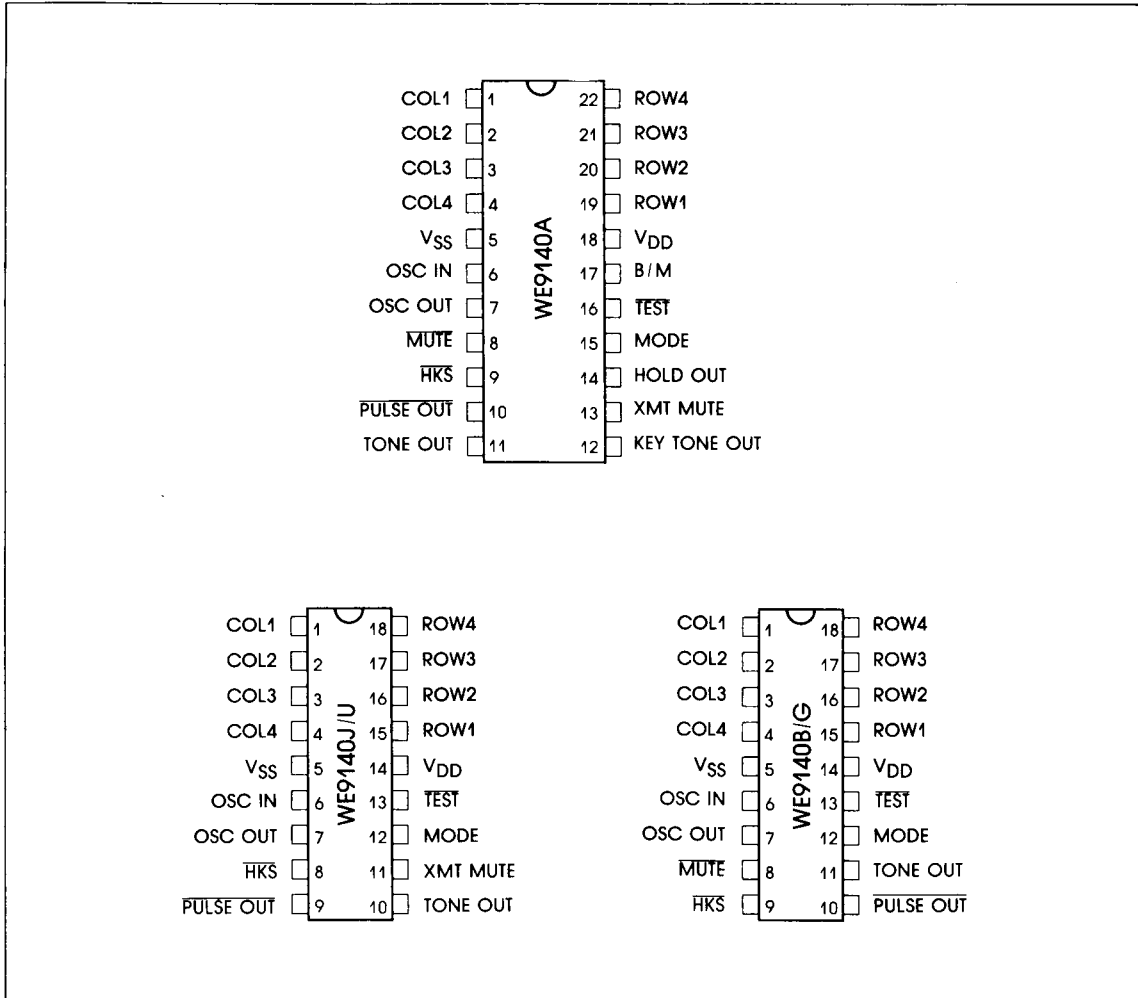 COL1 1 22 ROW4
COL2 2 21 ROW3
COL3 3 20 ROW2
COL4 4 19 ROW1
VSS 5 18 VDD
OSC IN 6 17 B/M
OSC OUT 7 16 TEST
MUTE 8 15 MODE
HKS 9 14 HOLD OUT
PULSE OUT 10 13 XMT MUTE
TONE OUT 11 12 KEY TONE OUT
WE9140A
COL1 1 18 ROW4
COL2 2 17 ROW3
COL3 3 16 ROW2
COL4 4 15 ROW1
VSS 5 14 VDD
OSC IN 6 13 TEST
OSC OUT 7 12 MODE
HKS 8 11 XMT MUTE
PULSE OUT 9 10 TONE OUT
WE9140J/U
COL1 1 18 ROW4
COL2 2 17 ROW3
COL3 3 16 ROW2
COL4 4 15 ROW1
VSS 5 14 VDD
OSC IN 6 13 TEST
OSC OUT 7 12 MODE
MUTE 8 11 TONE OUT
HKS 9 10 PULSE OUT
WE9140B/G